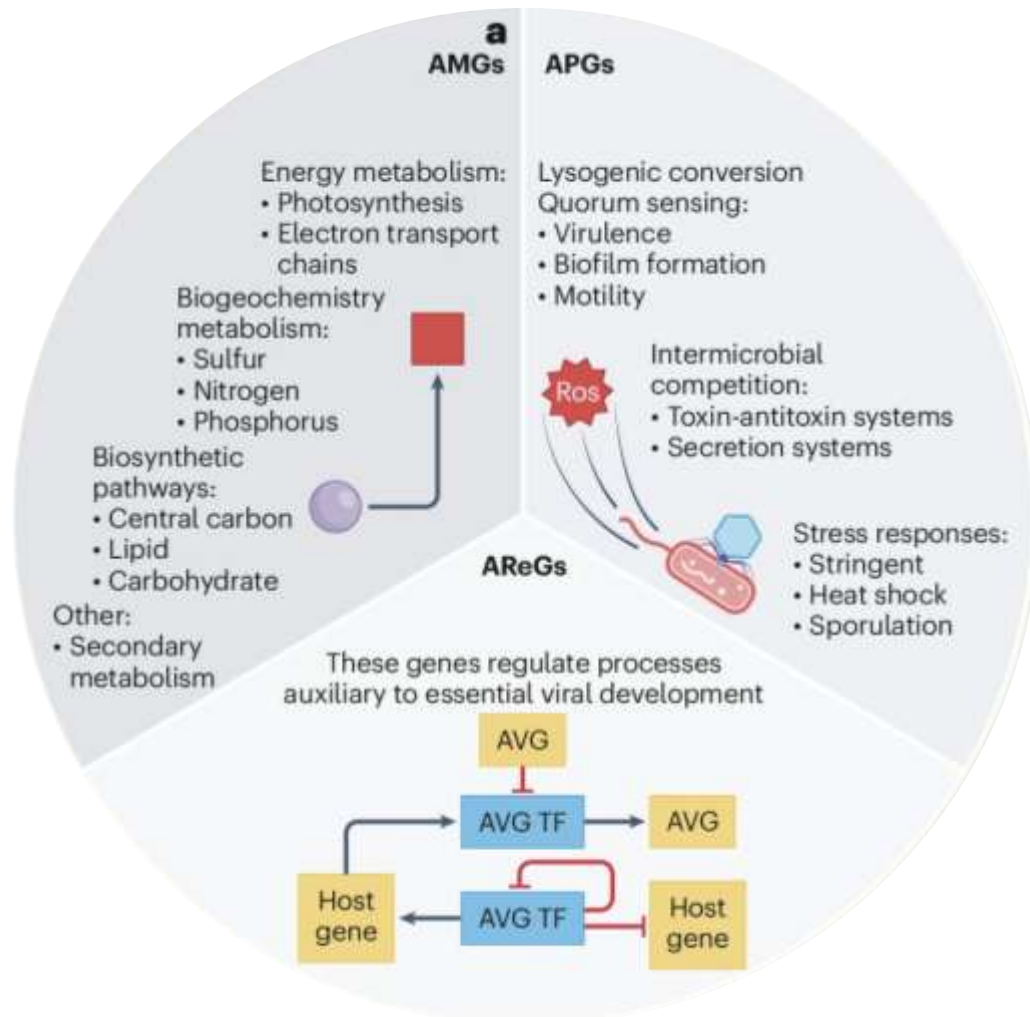 a
AMGs
Energy metabolism:
• Photosynthesis
• Electron transport
chains
Biogeochemistry
metabolism:
• Sulfur
• Nitrogen
• Phosphorus
Biosynthetic
pathways:
• Central carbon
• Lipid
• Carbohydrate
Other:
• Secondary
metabolism
APGs
Lysogenic conversion
Quorum sensing:
• Virulence
• Biofilm formation
• Motility
Ros
Intermicrobial
competition:
• Toxin-antitoxin systems
• Secretion systems
Stress responses:
• Stringent
• Heat shock
• Sporulation
AReGs
These genes regulate processes
auxiliary to essential viral development
AVG
AVG TF
AVG
Host
gene
AVG TF
Host
gene